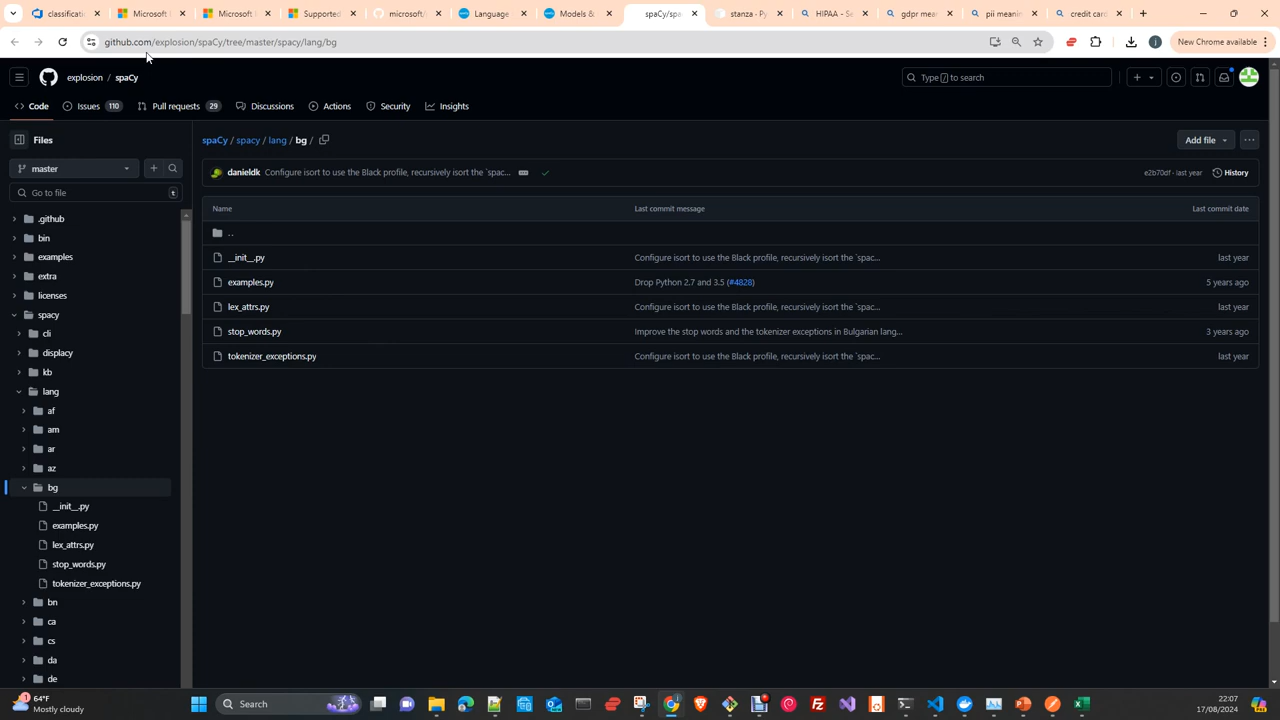 classificati
Microsoft
Microsoft
Supported
microsoft/
Language
Models &
spaCy/spa
stanza - Py
HIPAA - Se
gdpr mean
pii meanin
credit card
github.com/explosion/spaCy/tree/master/spacy/lang/bg
New Chrome available
explosion / spaCy
Type / to search
Code
Issues 110
Pull requests 29
Discussions
Actions
Security
Insights
Files
spaCy / spacy / lang / bg /
Add file
master
danieldk Configure isort to use the Black profile, recursively isort the `spac...
e2b70df · last year
History
Go to file
t
Name
Last commit message
Last commit date
..
__init__.py
Configure isort to use the Black profile, recursively isort the `spac...
last year
examples.py
Drop Python 2.7 and 3.5 (#4828)
5 years ago
lex_attrs.py
Configure isort to use the Black profile, recursively isort the `spac...
last year
stop_words.py
Improve the stop words and the tokenizer exceptions in Bulgarian lang...
3 years ago
tokenizer_exceptions.py
Configure isort to use the Black profile, recursively isort the `spac...
last year
.github
bin
examples
extra
licenses
spacy
cli
displacy
kb
lang
af
am
ar
az
bg
__init__.py
examples.py
lex_attrs.py
stop_words.py
tokenizer_exceptions.py
bn
ca
cs
da
de
64°F
Mostly cloudy
Search
22:07
17/08/2024